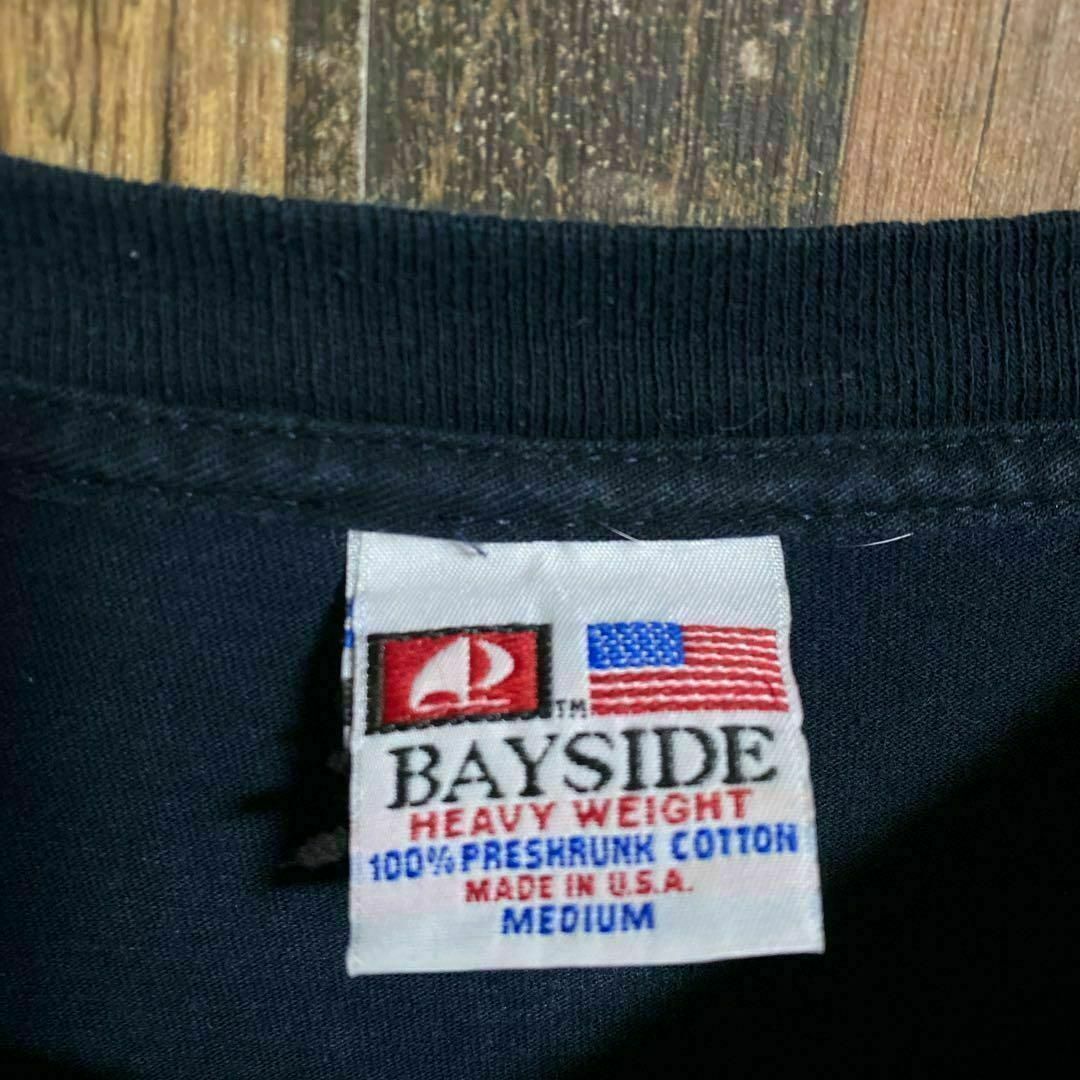 TM
BAYSIDE
HEAVY WEIGHT
100% PRESHRUNK COTTON
MADE IN U.S.A.
MEDIUM